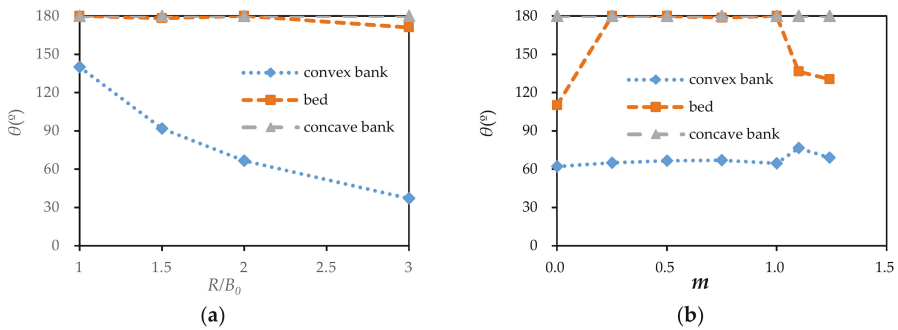 180
150
120
90
60
30
0
θ(º)
convex bank
bed
concave bank
1
1.5
2
2.5
3
R/B0
(a)
180
150
120
90
60
30
0
θ(º)
convex bank
bed
concave bank
0.0
0.5
1.0
1.5
m
(b)